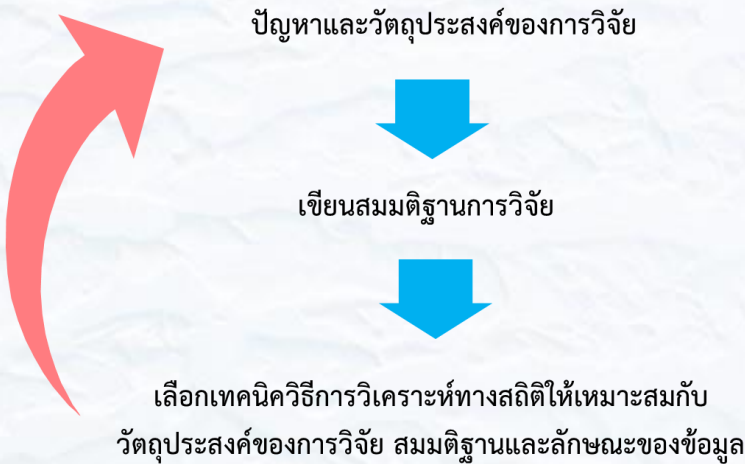 ปัญหาและวัตถุประสงค์ของการวิจัย
เขียนสมมติฐานการวิจัย
เลือกเทคนิควิธีการวิเคราะห์ทางสถิติให้เหมาะสมกับ
วัตถุประสงค์ของการวิจัย สมมติฐานและลักษณะของข้อมูล